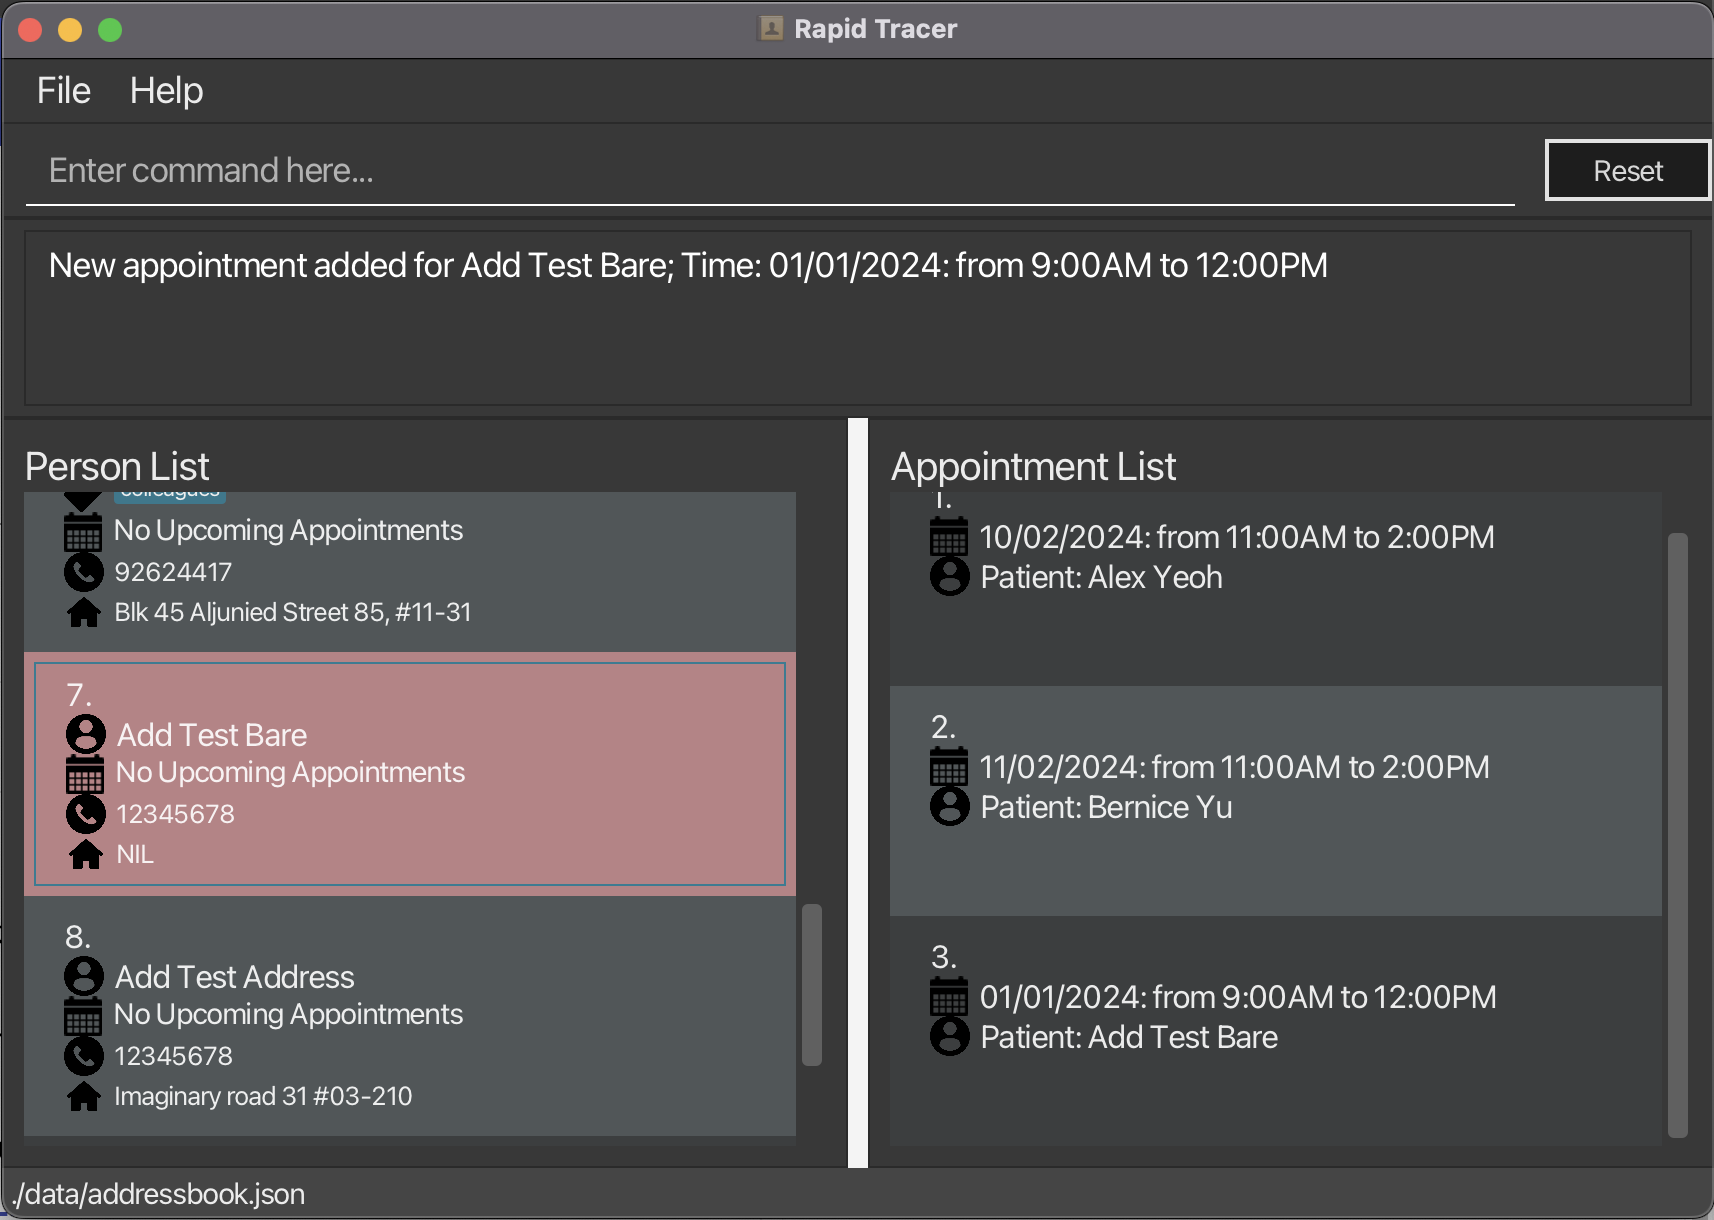 Rapid Tracer
File Help
Enter command here...
Reset
New appointment added for Add Test Bare; Time: 01/01/2024: from 9:00AM to 12:00PM
Person List
colleagues
No Upcoming Appointments
92624417
Blk 45 Aljunied Street 85, #11-31
7.
Add Test Bare
No Upcoming Appointments
12345678
NIL
8.
Add Test Address
No Upcoming Appointments
12345678
Imaginary road 31 #03-210
Appointment List
1.
10/02/2024: from 11:00AM to 2:00PM
Patient: Alex Yeoh
2.
11/02/2024: from 11:00AM to 2:00PM
Patient: Bernice Yu
3.
01/01/2024: from 9:00AM to 12:00PM
Patient: Add Test Bare
./data/addressbook.json